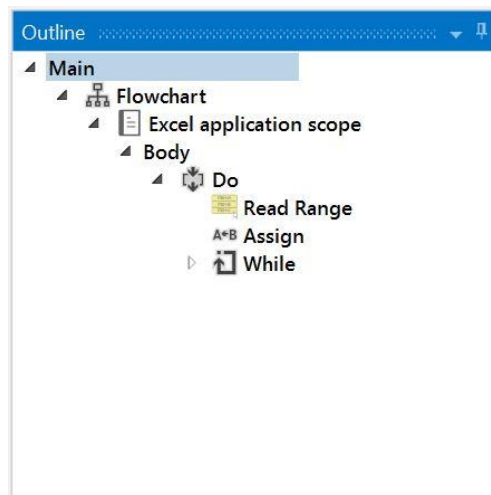 Outline
Main
Flowchart
Excel application scope
Body
Do
Read Range
A+B Assign
While